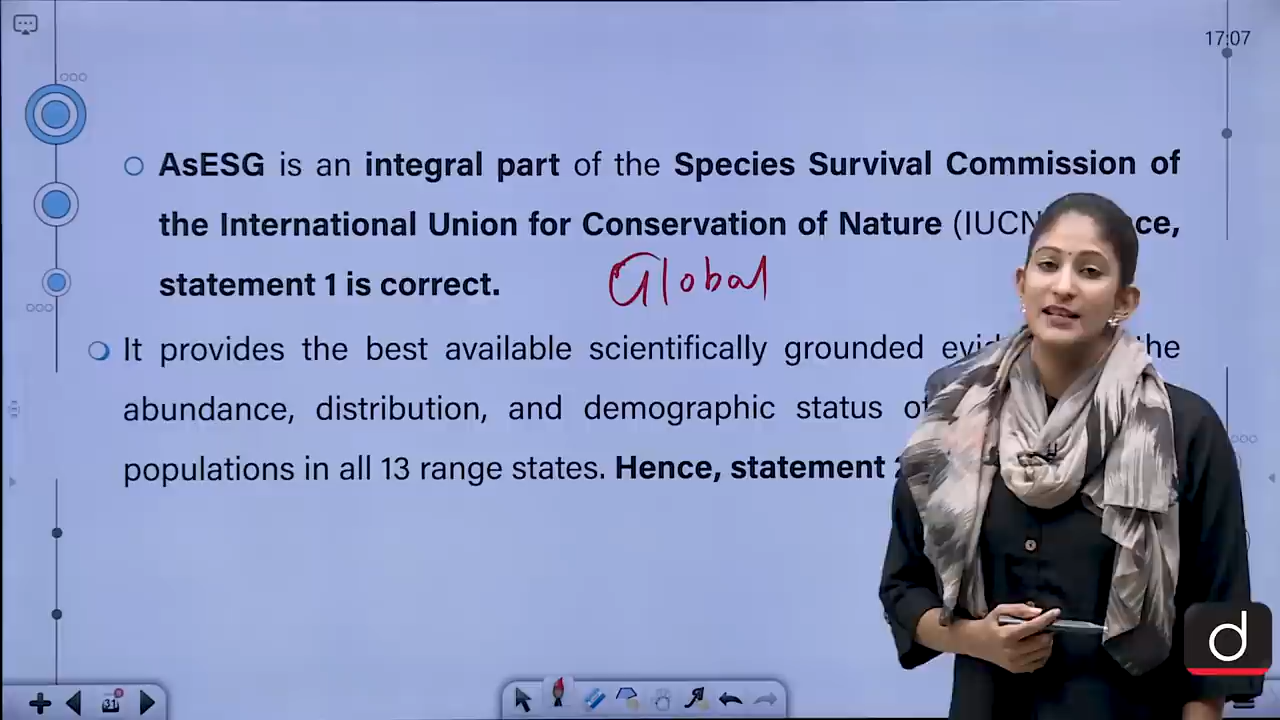 17:07
AsESG is an integral part of the Species Survival Commission of
the International Union for Conservation of Nature (IUCN
statement 1 is correct.
Global
It provides the best available scientifically grounded the
abundance, distribution, and demographic status
populations in all 13 range states. Hence, statement
31
d